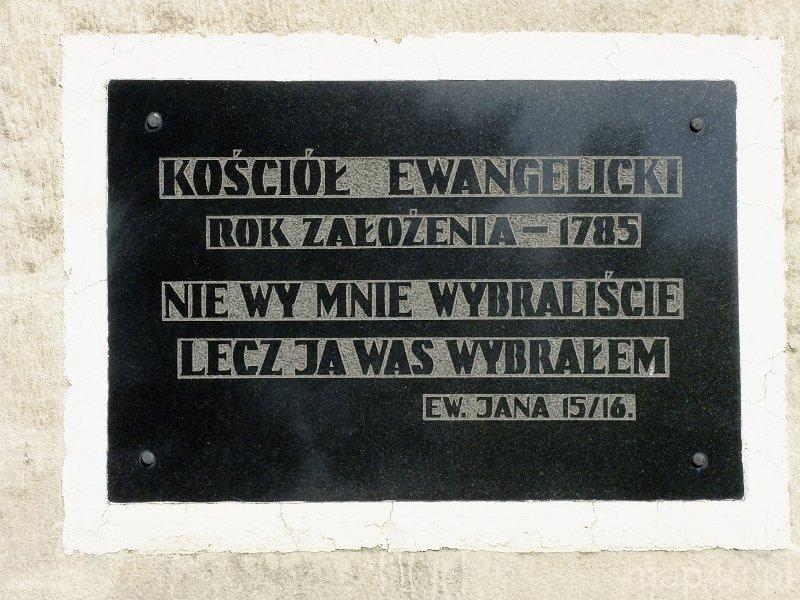 KOŚCIÓŁ EWANGELICKI
ROK ZAŁOŻENIA – 1785
NIE WY MNIE WYBRALIŚCIE
LECZ JA WAS WYBRAŁEM
EW. JANA 15/16.